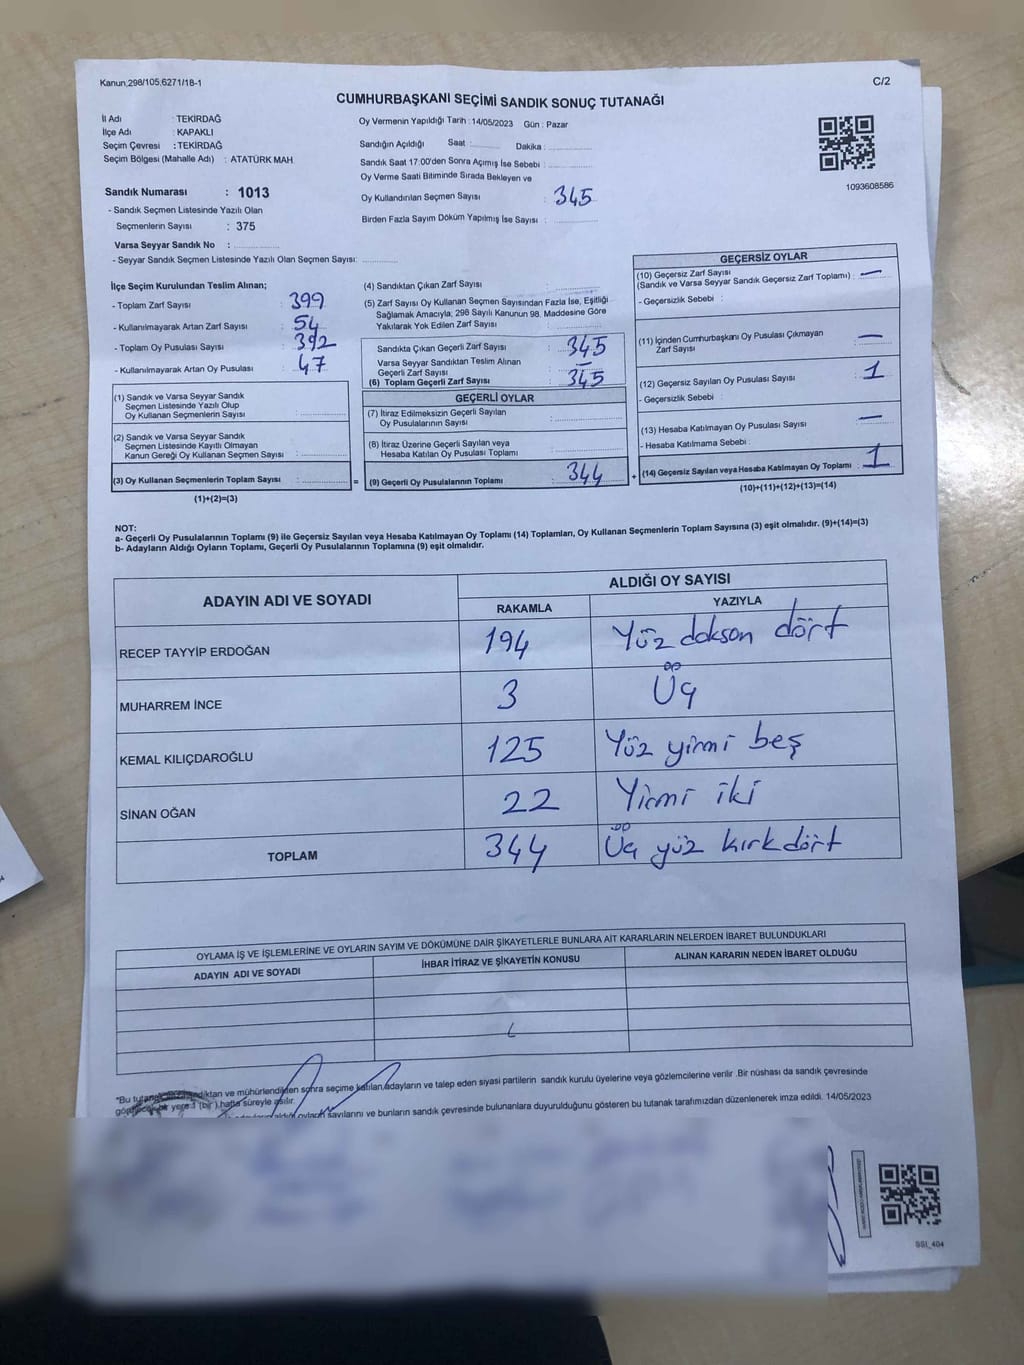 Kanun,298/105,6271/18-1
C/2
CUMHURBAŞKANI SEÇİMİ SANDIK SONUÇ TUTANAĞI
İl Adı : TEKİRDAĞ
İlçe Adı : KAPAKLI
Seçim Çevresi : TEKİRDAĞ
Seçim Bölgesi (Mahalle Adı) : ATATÜRK MAH
Sandık Numarası : 1013
- Sandık Seçmen Listesinde Yazılı Olan
Seçmenlerin Sayısı : 375
Varsa Seyyar Sandık No : ............
- Seyyar Sandık Seçmen Listesinde Yazılı Olan Seçmen Sayısı: ............
Oy Vermenin Yapıldığı Tarih : 14/05/2023 Gün : Pazar
Sandığın Açıldığı Saat : ........ Dakika : ............
Sandık Saat 17:00'den Sonra Açımış İse Sebebi : ............
Oy Verme Saati Bitiminde Sırada Bekleyen ve
Oy Kullandırılan Seçmen Sayısı : 345
Birden Fazla Sayım Döküm Yapılmış İse Sayısı : ............
1093608586
İlçe Seçim Kurulundan Teslim Alınan;
- Toplam Zarf Sayısı : 399
- Kullanılmayarak Artan Zarf Sayısı : 54
- Toplam Oy Pusulası Sayısı : 392
- Kullanılmayarak Artan Oy Pusulası : 47
(1) Sandık ve Varsa Seyyar Sandık
Seçmen Listesinde Yazılı Olup
Oy Kullanan Seçmenlerin Sayısı : ............
(2) Sandık ve Varsa Seyyar Sandık
Seçmen Listesinde Kayıtlı Olmayan
Kanun Gereği Oy Kullanan Seçmen Sayısı : ............
(3) Oy Kullanan Seçmenlerin Toplam Sayısı : ............ =
(1)+(2)=(3)
(4) Sandıktan Çıkan Zarf Sayısı : ............
(5) Zarf Sayısı Oy Kullanan Seçmen Sayısından Fazla İse, Eşitliği
Sağlamak Amacıyla, 298 Sayılı Kanunun 98. Maddesine Göre
Yakılarak Yok Edilen Zarf Sayısı : ............
Sandıkta Çıkan Geçerli Zarf Sayısı : 345
Varsa Seyyar Sandıktan Teslim Alınan
Geçerli Zarf Sayısı : —
(6) Toplam Geçerli Zarf Sayısı : 345
GEÇERLİ OYLAR
(7) İtiraz Edilmeksizin Geçerli Sayılan
Oy Pusulalarının Sayısı : ............
(8) İtiraz Üzerine Geçerli Sayılan veya
Hesaba Katılan Oy Pusulası Toplamı : ............
(9) Geçerli Oy Pusulalarının Toplamı : 344 +
GEÇERSİZ OYLAR
(10) Geçersiz Zarf Sayısı
(Sandık ve Varsa Seyyar Sandık Geçersiz Zarf Toplamı) : —
- Geçersizlik Sebebi :
(11) İçinden Cumhurbaşkanı Oy Pusulası Çıkmayan
Zarf Sayısı : —
(12) Geçersiz Sayılan Oy Pusulası Sayısı : 1
- Geçersizlik Sebebi :
(13) Hesaba Katılmayan Oy Pusulası Sayısı : —
- Hesaba Katılmama Sebebi :
(14) Geçersiz Sayılan veya Hesaba Katılmayan Oy Toplamı : 1
(10)+(11)+(12)+(13)=(14)
NOT:
a- Geçerli Oy Pusulalarının Toplamı (9) ile Geçersiz Sayılan veya Hesaba Katılmayan Oy Toplamı (14) Toplamları, Oy Kullanan Seçmenlerin Toplam Sayısına (3) eşit olmalıdır. (9)+(14)=(3)
b- Adayların Aldığı Oyların Toplamı, Geçerli Oy Pusulalarının Toplamına (9) eşit olmalıdır.
ADAYIN ADI VE SOYADI ALDIĞI OY SAYISI
RAKAMLA YAZIYLA
RECEP TAYYİP ERDOĞAN 194 Yüz doksan dört
MUHARREM İNCE 3 Üç
KEMAL KILIÇDAROĞLU 125 Yüz yirmi beş
SİNAN OĞAN 22 Yirmi iki
TOPLAM 344 Üç yüz kırk dört
OYLAMA İŞ VE İŞLEMLERİNE VE OYLARIN SAYIM VE DÖKÜMÜNE DAİR ŞİKAYETLERLE BUNLARA AİT KARARLARIN NELERDEN İBARET BULUNDUKLARI
ADAYIN ADI VE SOYADI İHBAR İTİRAZ VE ŞİKAYETİN KONUSU ALINAN KARARIN NEDEN İBARET OLDUĞU
*Bu ve mühürlendikten sonra seçime katılan adayların ve talep eden siyasi partilerin sandık kurulu üyelerine veya gözlemcilerine verilir .Bir nüshası da sandık çevresinde
bir yere 1 (bir ) hafta süreyle asılır.
sayılarını ve bunların sandık çevresinde bulunanlara duyurulduğunu gösteren bu tutanak tarafımızdan düzenlenerek imza edildi. 14/05/2023
SSI_404